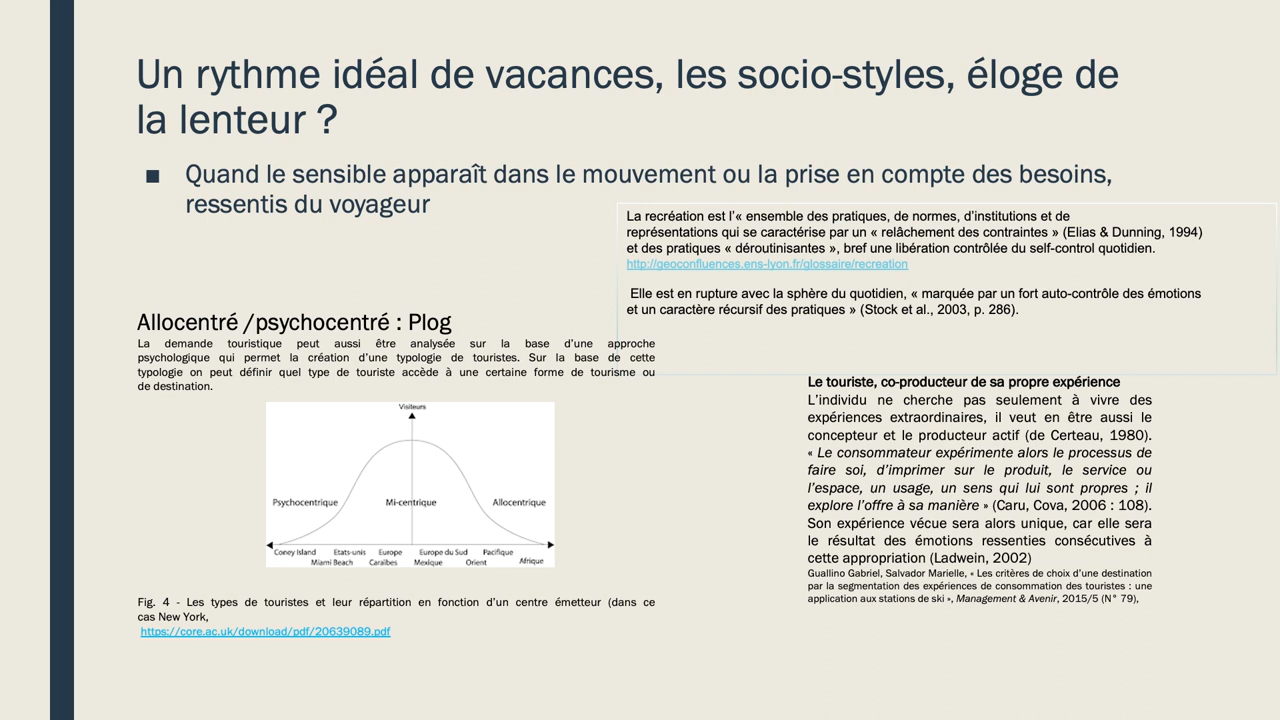 Un rythme idéal de vacances, les socio-styles, éloge de
la lenteur ?
■ Quand le sensible apparaît dans le mouvement ou la prise en compte des besoins,
ressentis du voyageur
La recréation est l'« ensemble des pratiques, de normes, d'institutions et de
représentations qui se caractérise par un « relâchement des contraintes » (Elias & Dunning, 1994)
et des pratiques « déroutinisantes », bref une libération contrôlée du self-control quotidien.
http://geoconfluences.ens-lyon.fr/glossaire/recreation
Elle est en rupture avec la sphère du quotidien, « marquée par un fort auto-contrôle des émotions
et un caractère récursif des pratiques » (Stock et al., 2003, p. 286).
Allocentré /psychocentré : Plog
La demande touristique peut aussi être analysée sur la base d'une approche
psychologique qui permet la création d'une typologie de touristes. Sur la base de cette
typologie on peut définir quel type de touriste accède à une certaine forme de tourisme ou
de destination.
Visiteurs
Psychocentrique Mi-centrique Allocentrique
Coney Island Etats-unis Europe Europe du Sud Pacifique
Miami Beach Caraïbes Mexique Orient Afrique
Fig. 4 - Les types de touristes et leur répartition en fonction d'un centre émetteur (dans ce
cas New York,
https://core.ac.uk/download/pdf/20639089.pdf
Le touriste, co-producteur de sa propre expérience
L'individu ne cherche pas seulement à vivre des
expériences extraordinaires, il veut en être aussi le
concepteur et le producteur actif (de Certeau, 1980).
« Le consommateur expérimente alors le processus de
faire soi, d'imprimer sur le produit, le service ou
l'espace, un usage, un sens qui lui sont propres ; il
explore l'offre à sa manière » (Caru, Cova, 2006 : 108).
Son expérience vécue sera alors unique, car elle sera
le résultat des émotions ressenties consécutives à
cette appropriation (Ladwein, 2002)
Guallino Gabriel, Salvador Marielle, « Les critères de choix d'une destination
par la segmentation des expériences de consommation des touristes : une
application aux stations de ski », Management & Avenir, 2015/5 (N° 79),